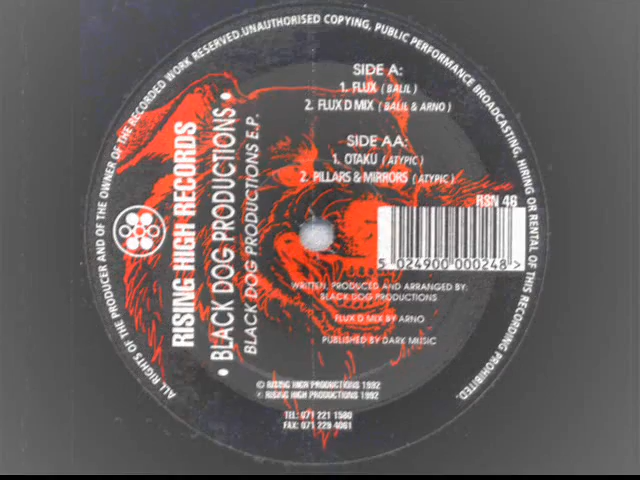 ALL RIGHTS OF THE PRODUCER AND OF THE OWNER OF THE RECORDED WORK RESERVED. UNAUTHORISED COPYING, PUBLIC PERFORMANCE BROADCASTING, HIRING OR RENTAL OF THIS RECORDING PROHIBITED.
RISING HIGH RECORDS
• BLACK DOG PRODUCTIONS •
BLACK DOG PRODUCTIONS E.P.
SIDE A:
1. FLUX (BALIL)
2. FLUX D MIX (BALIL & ARNO)
SIDE AA:
1. OTAKU (ATYPIC)
2. PILLARS & MIRRORS (ATYPIC)
RSN 46
5 024900 000248 >
WRITTEN, PRODUCED AND ARRANGED BY:
BLACK DOG PRODUCTIONS
FLUX D MIX BY ARNO
PUBLISHED BY DARK MUSIC
© RISING HIGH PRODUCTIONS 1992
℗ RISING HIGH PRODUCTIONS 1992
TEL: 071 221 1580
FAX: 071 229 4061